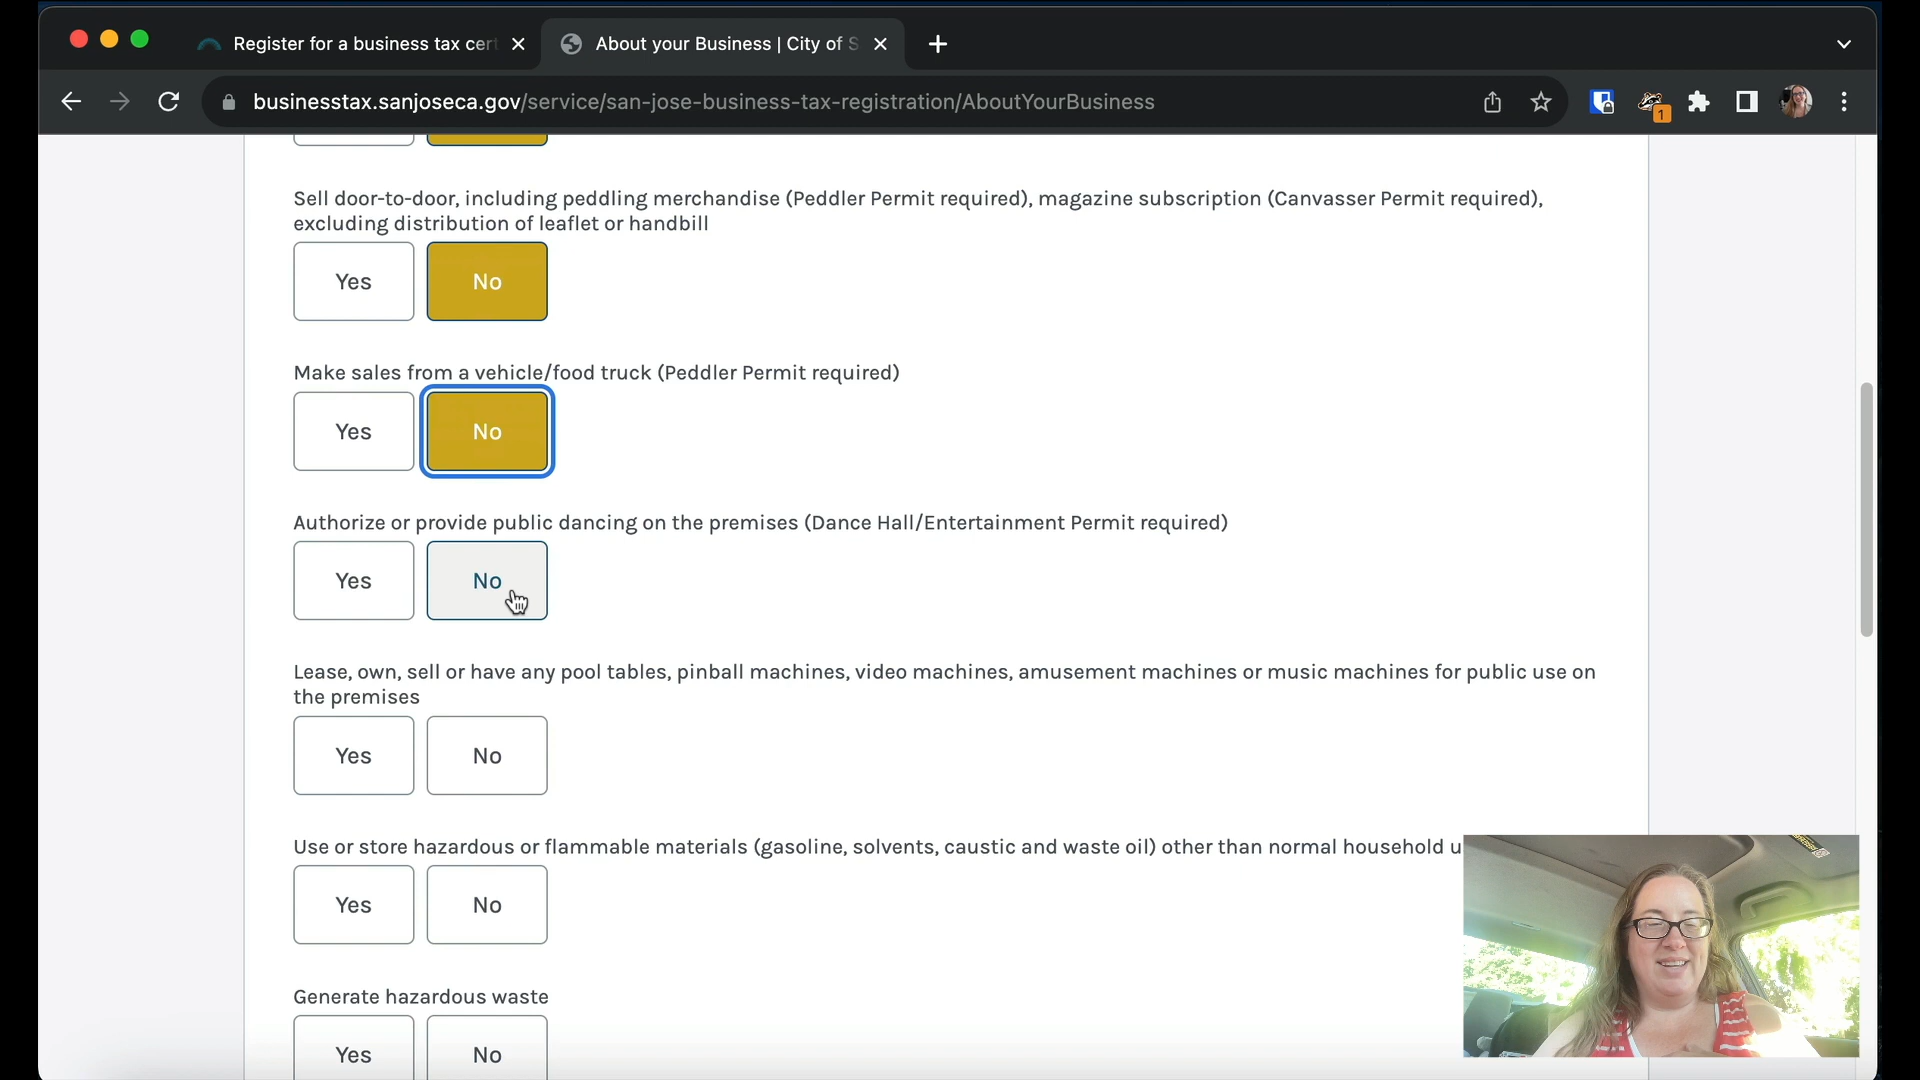 Register for a business tax cert
About your Business | City of S
businesstax.sanjoseca.gov/service/san-jose-business-tax-registration/AboutYourBusiness
1
Sell door-to-door, including peddling merchandise (Peddler Permit required), magazine subscription (Canvasser Permit required),
excluding distribution of leaflet or handbill
Yes No
Make sales from a vehicle/food truck (Peddler Permit required)
Yes No
Authorize or provide public dancing on the premises (Dance Hall/Entertainment Permit required)
Yes No
Lease, own, sell or have any pool tables, pinball machines, video machines, amusement machines or music machines for public use on
the premises
Yes No
Use or store hazardous or flammable materials (gasoline, solvents, caustic and waste oil) other than normal household u
Yes No
Generate hazardous waste
Yes No